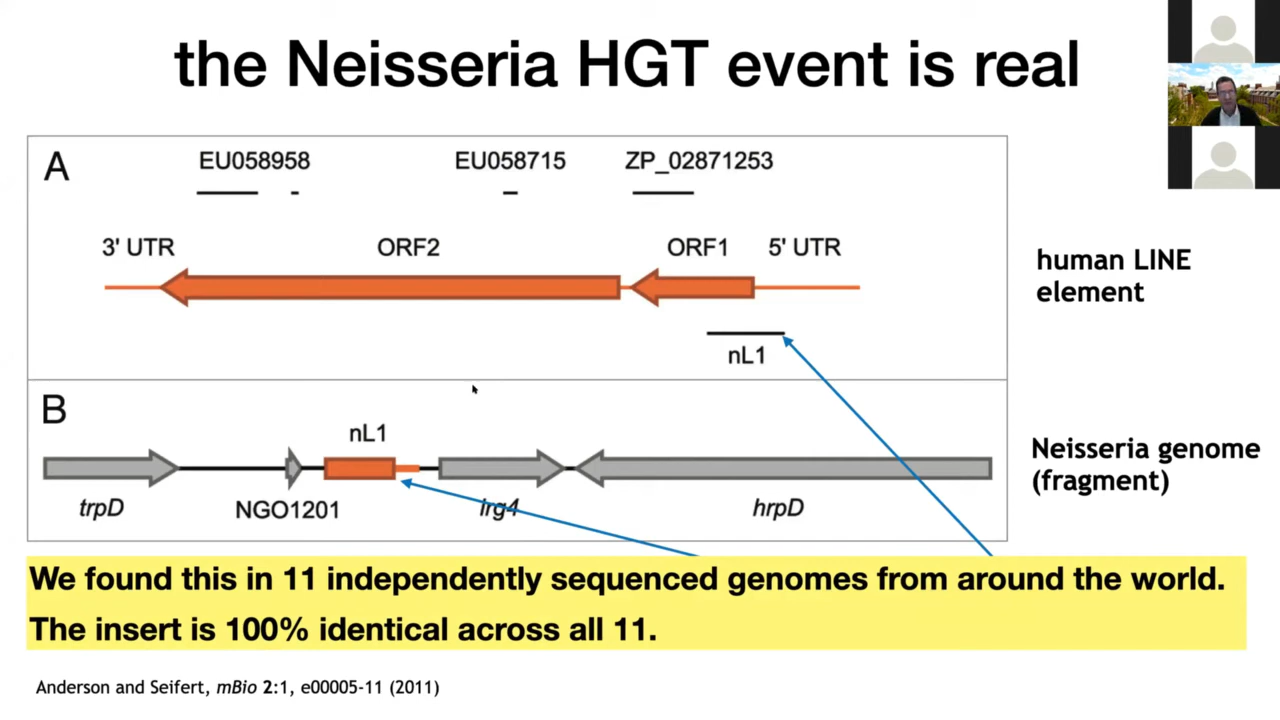 the Neisseria HGT event is real
A
EU058958
EU058715
ZP_02871253
3' UTR
ORF2
ORF1
5' UTR
human LINE
element
nL1
B
nL1
Neisseria genome
(fragment)
trpD
NGO1201
lrg4
hrpD
We found this in 11 independently sequenced genomes from around the world.
The insert is 100% identical across all 11.
Anderson and Seifert, mBio 2:1, e00005-11 (2011)